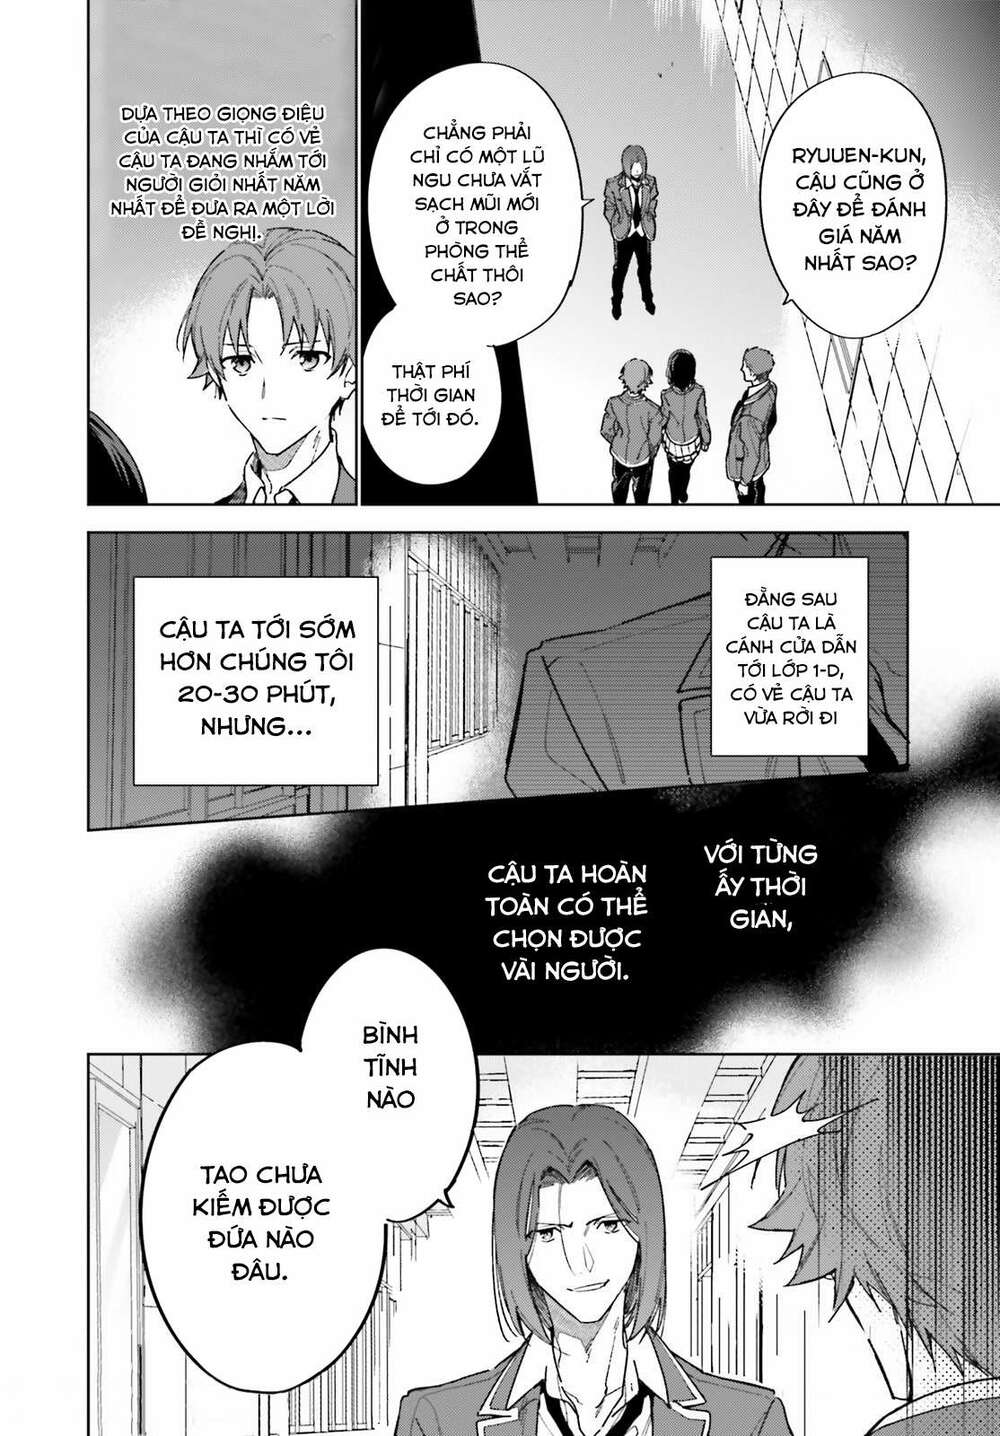 RYUUEN-KUN,
CẬU CŨNG Ở
ĐÂY ĐỂ ĐÁNH
GIÁ NĂM
NHẤT SAO?
CHẲNG PHẢI
CHỈ CÓ MỘT LŨ
NGU CHƯA VẮT
SẠCH MŨI MỚI
Ở TRONG
PHÒNG THỂ
CHẤT THÔI
SAO?
THẬT PHÍ
THỜI GIAN
ĐỂ TỚI ĐÓ.
DỰA THEO GIỌNG ĐIỆU
CỦA CẬU TA THÌ CÓ VẺ
CẬU TA ĐANG NHẮM TỚI
NGƯỜI GIỎI NHẤT NĂM
NHẤT ĐỂ ĐƯA RA MỘT LỜI
ĐỀ NGHỊ.
ĐẰNG SAU
CẬU TA LÀ
CÁNH CỬA DẪN
TỚI LỚP 1-D,
CÓ VẺ CẬU TA
VỪA RỜI ĐI
CẬU TA TỚI SỚM
HƠN CHÚNG TÔI
20-30 PHÚT,
NHƯNG...
VỚI TỪNG
ẤY THỜI
GIAN,
CẬU TA HOÀN
TOÀN CÓ THỂ
CHỌN ĐƯỢC
VÀI NGƯỜI.
BÌNH
TĨNH
NÀO
TAO CHƯA
KIẾM ĐƯỢC
ĐỨA NÀO
ĐÂU.